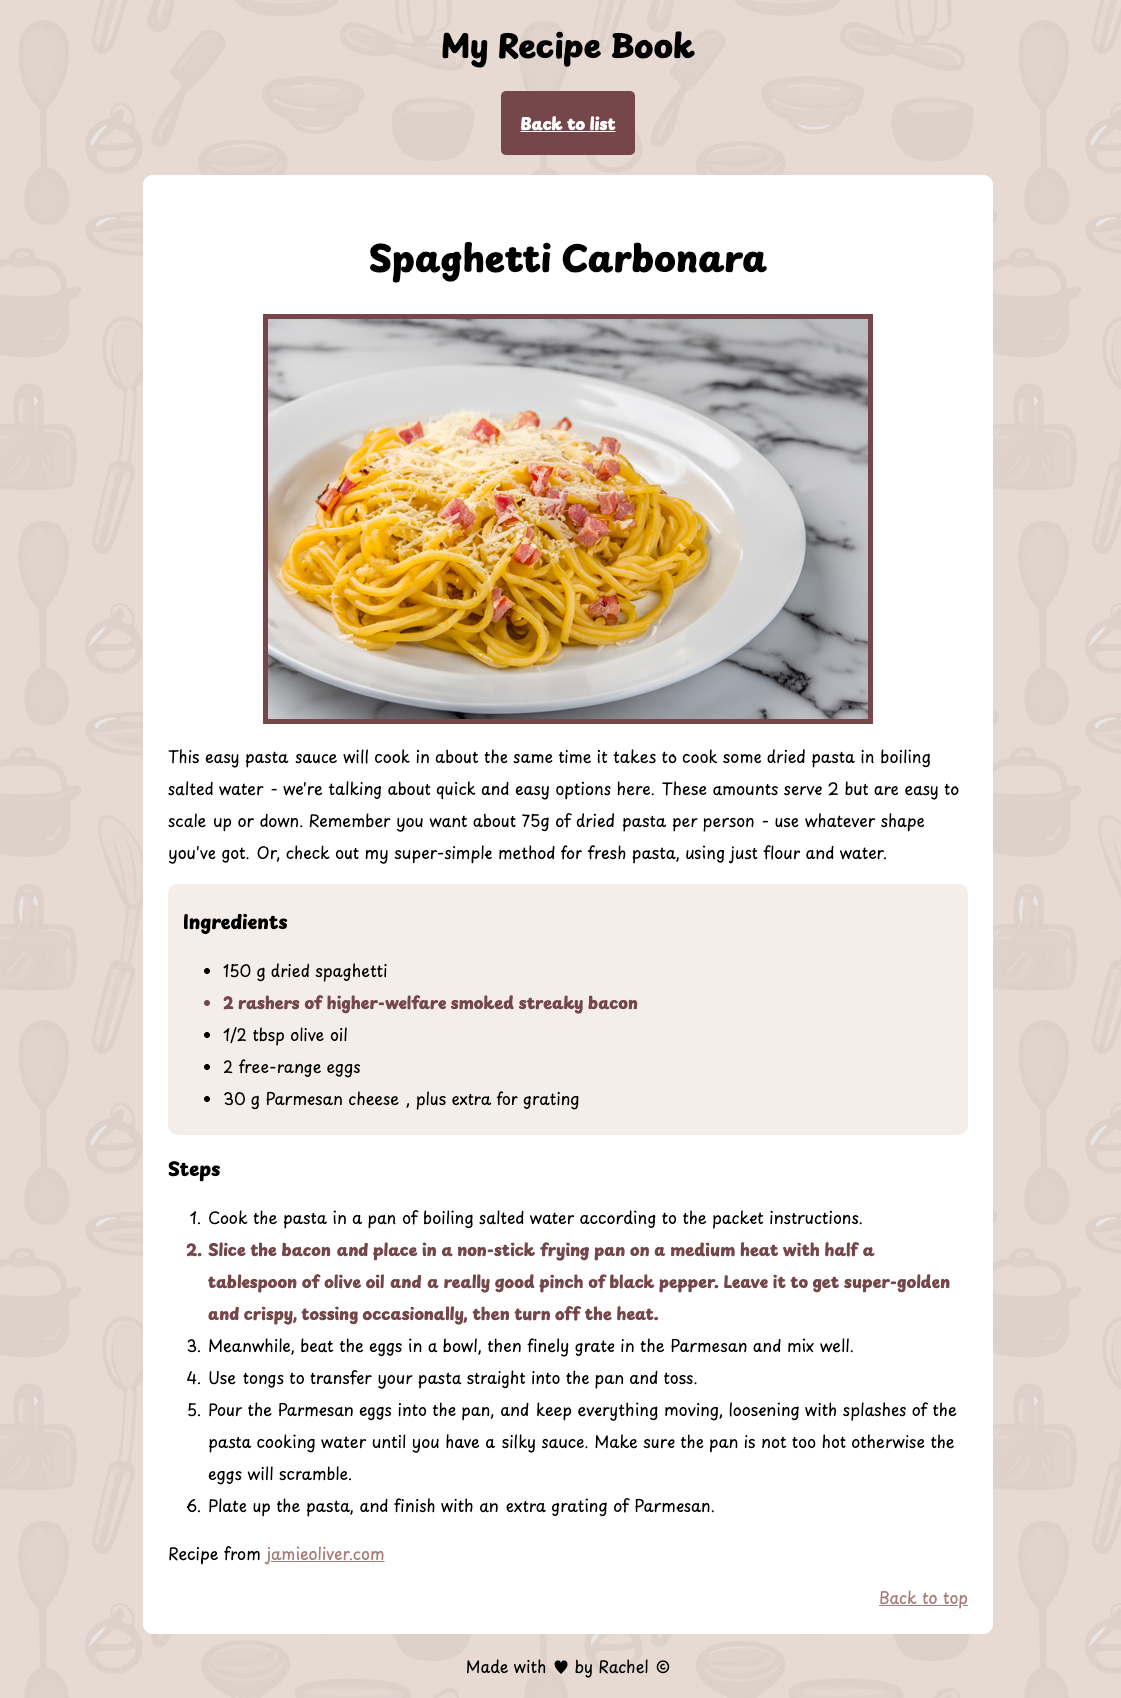 My Recipe Book
Back to list
Spaghetti Carbonara
This easy pasta sauce will cook in about the same time it takes to cook some dried pasta in boiling
salted water - we're talking about quick and easy options here. These amounts serve 2 but are easy to
scale up or down. Remember you want about 75g of dried pasta per person - use whatever shape
you've got. Or, check out my super-simple method for fresh pasta, using just flour and water.
Ingredients
• 150 g dried spaghetti
• 2 rashers of higher-welfare smoked streaky bacon
• 1/2 tbsp olive oil
• 2 free-range eggs
• 30 g Parmesan cheese , plus extra for grating
Steps
1. Cook the pasta in a pan of boiling salted water according to the packet instructions.
2. Slice the bacon and place in a non-stick frying pan on a medium heat with half a
tablespoon of olive oil and a really good pinch of black pepper. Leave it to get super-golden
and crispy, tossing occasionally, then turn off the heat.
3. Meanwhile, beat the eggs in a bowl, then finely grate in the Parmesan and mix well.
4. Use tongs to transfer your pasta straight into the pan and toss.
5. Pour the Parmesan eggs into the pan, and keep everything moving, loosening with splashes of the
pasta cooking water until you have a silky sauce. Make sure the pan is not too hot otherwise the
eggs will scramble.
6. Plate up the pasta, and finish with an extra grating of Parmesan.
Recipe from jamieoliver.com
Back to top
Made with ♥ by Rachel ©